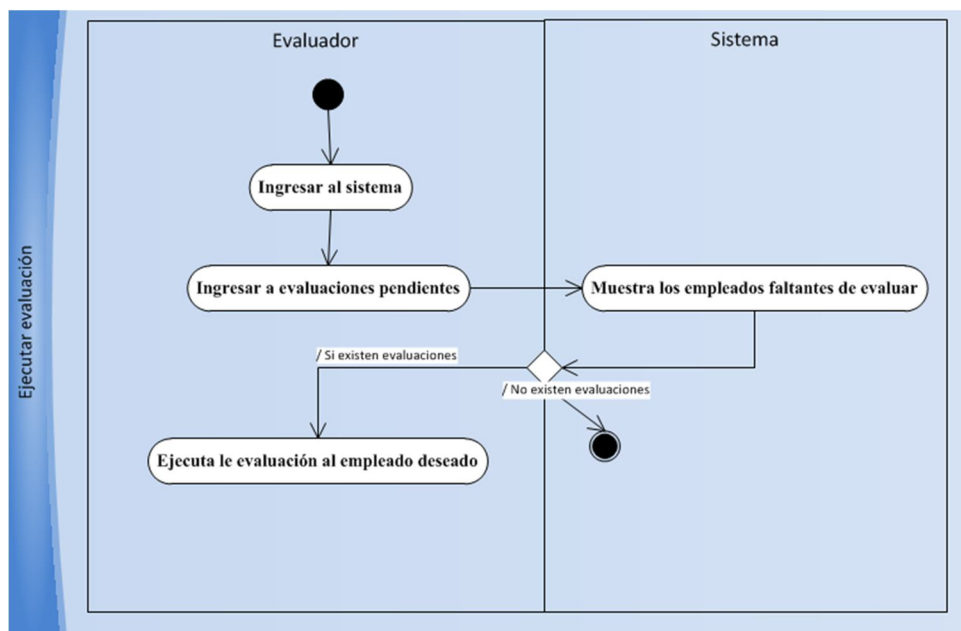 Ejecutar evaluación
Evaluador
Sistema
Ingresar al sistema
Ingresar a evaluaciones pendientes
Muestra los empleados faltantes de evaluar
/ Si existen evaluaciones
/ No existen evaluaciones
Ejecuta le evaluación al empleado deseado